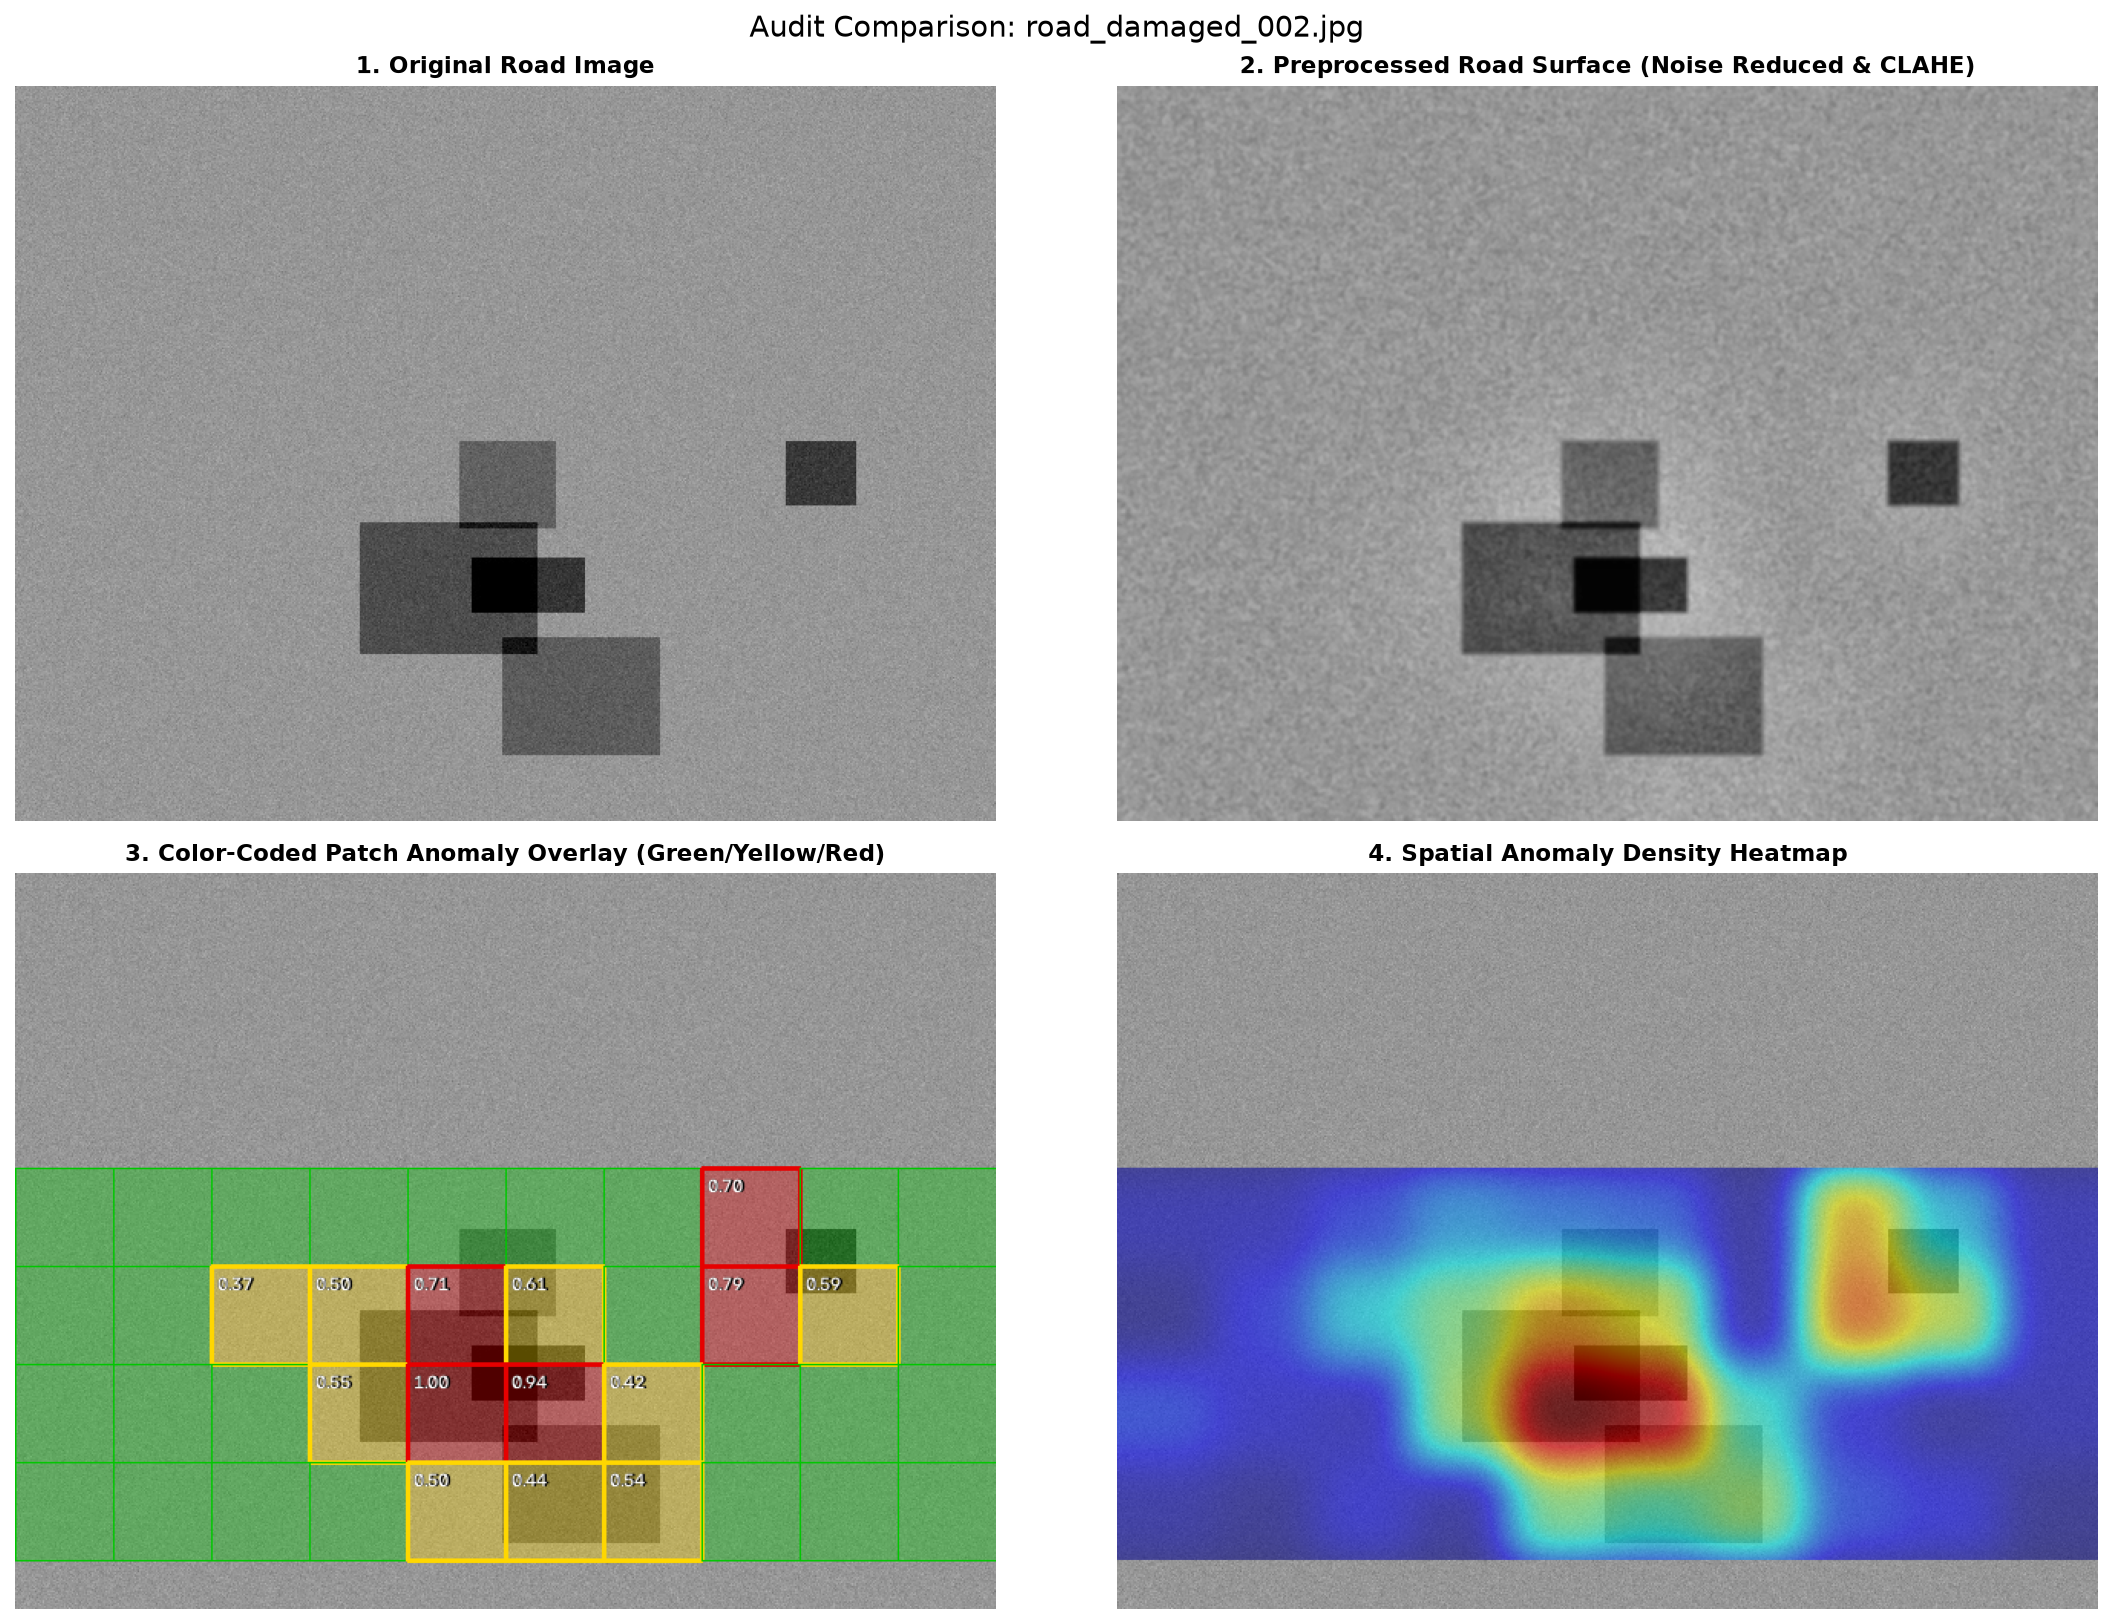 Audit Comparison: road_damaged_002.jpg
1. Original Road Image
2. Preprocessed Road Surface (Noise Reduced & CLAHE)
3. Color-Coded Patch Anomaly Overlay (Green/Yellow/Red)
4. Spatial Anomaly Density Heatmap
0.70
0.37 0.50 0.71 0.61 0.79 0.59
0.55 1.00 0.94 0.42
0.50 0.44 0.54